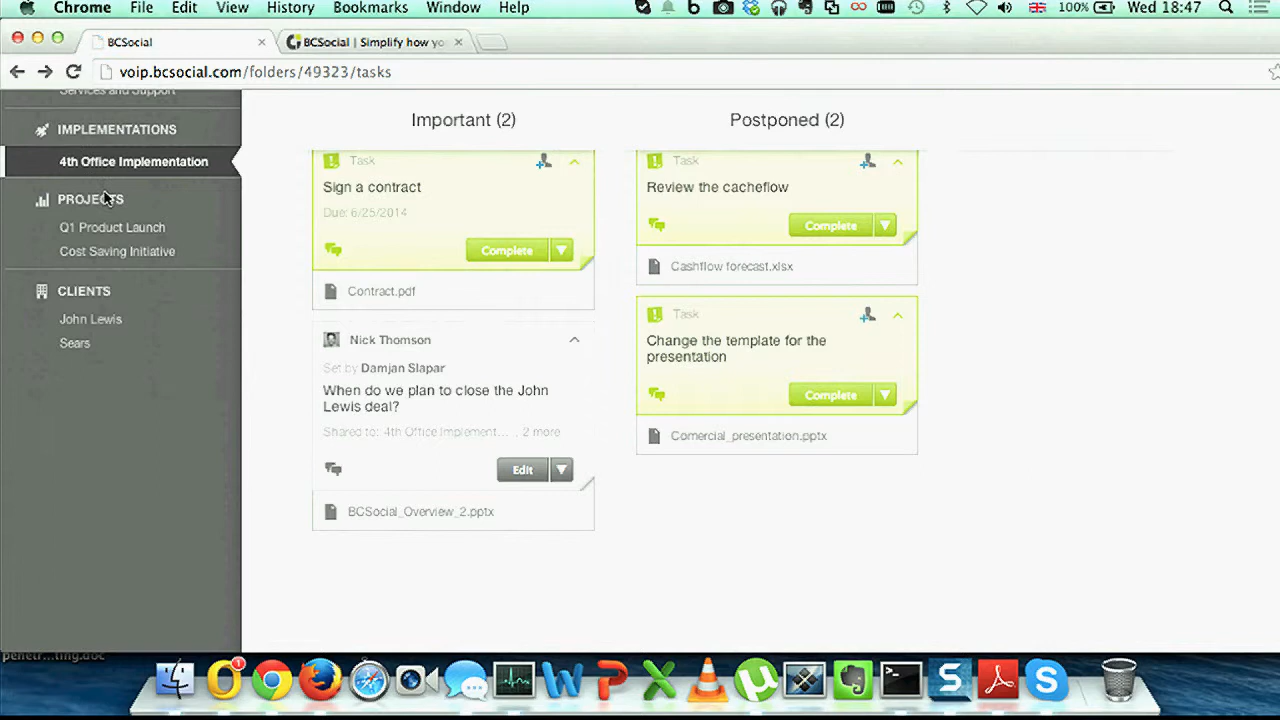 Chrome File Edit View History Bookmarks Window Help 100% Wed 18:47
BCSocial
BCSocial | Simplify how yo
voip.bcsocial.com/folders/49323/tasks
Services and Support
IMPLEMENTATIONS
4th Office Implementation
PROJECTS
Q1 Product Launch
Cost Saving Initiative
CLIENTS
John Lewis
Sears
Important (2)
Task
Sign a contract
Due: 6/25/2014
Complete
Contract.pdf
Nick Thomson
Set by Damjan Slapar
When do we plan to close the John
Lewis deal?
Shared to: 4th Office Implement... , 2 more
Edit
BCSocial_Overview_2.pptx
Postponed (2)
Task
Review the cacheflow
Complete
Cashflow forecast.xlsx
Task
Change the template for the
presentation
Complete
Comercial_presentation.pptx
penetr...ting.doc